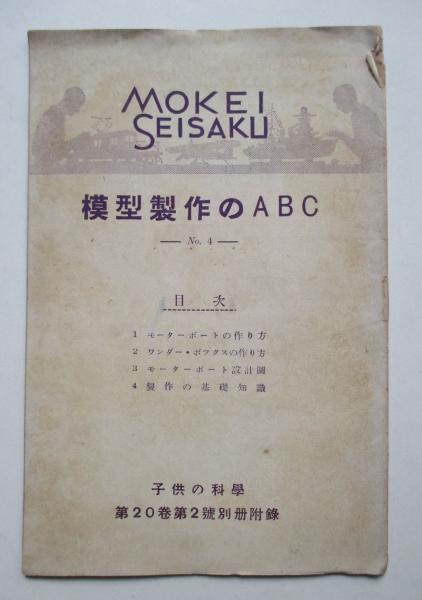 MOKEI
SEISAKU
模型製作のABC
No. 4
目次
1 モーターボートの作り方
2 ワンダー・ボックスの作り方
3 モーターボート設計圖
4 製作の基礎知識
子供の科學
第20卷第2號別册附錄